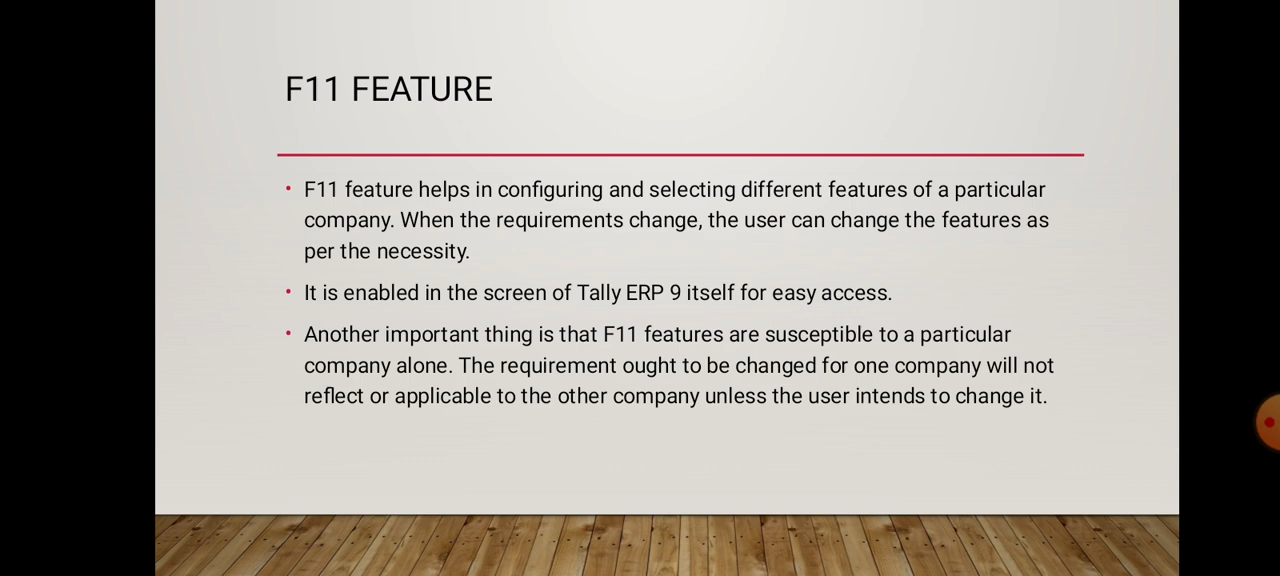 F11 FEATURE
• F11 feature helps in configuring and selecting different features of a particular
company. When the requirements change, the user can change the features as
per the necessity.
• It is enabled in the screen of Tally ERP 9 itself for easy access.
• Another important thing is that F11 features are susceptible to a particular
company alone. The requirement ought to be changed for one company will not
reflect or applicable to the other company unless the user intends to change it.